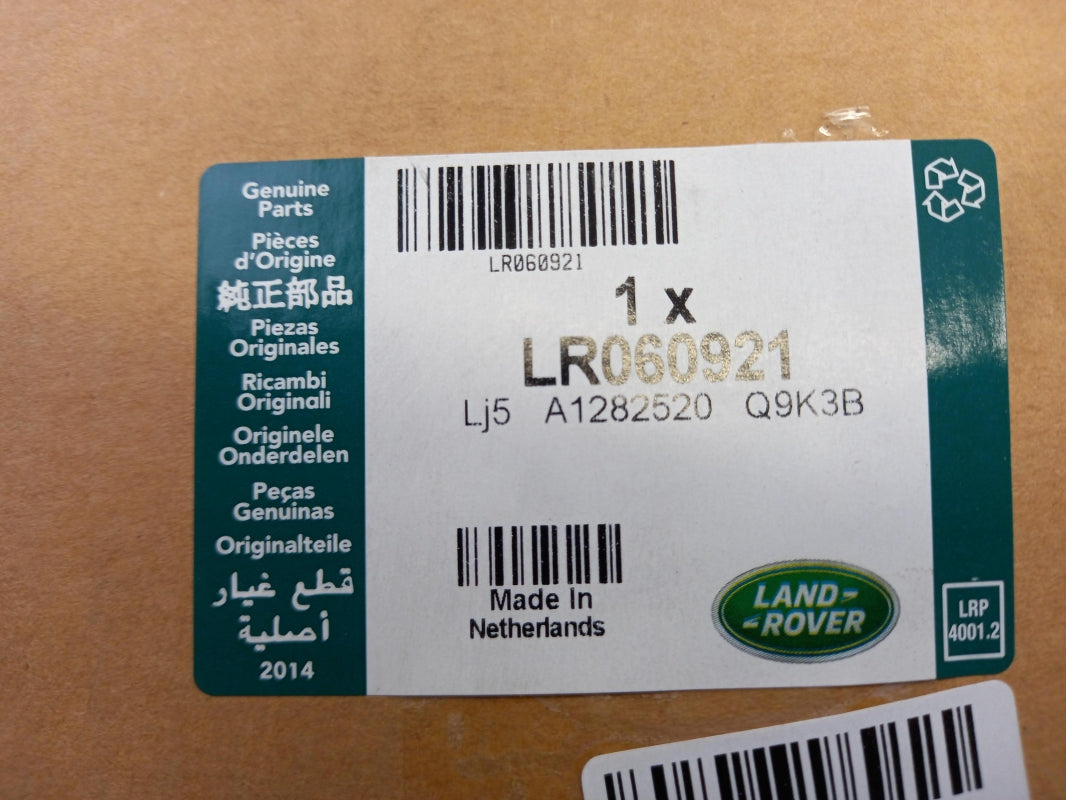 Genuine
Parts
Pièces
d'Origine
純正部品
Piezas
Originales
Ricambi
Originali
Originele
Onderdelen
Peças
Genuinas
Originalteile
قطع غيار
أصلية
2014
LR060921
1 x
LR060921
Lj5 A1282520 Q9K3B
Made In
Netherlands
LAND-
-ROVER
LRP
4001.2